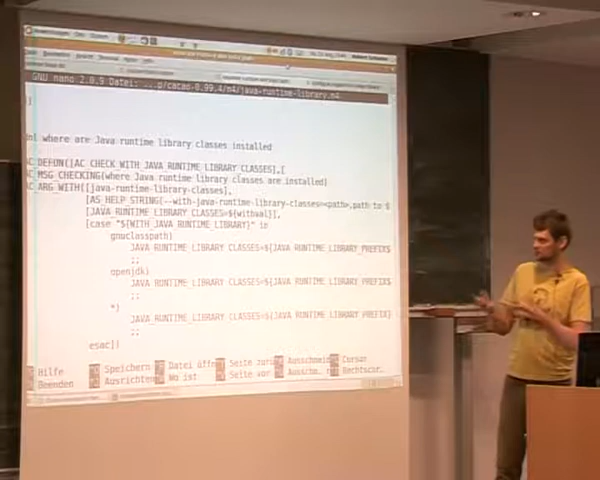 GNU nano 2.0.9 Datei: ...p/cacao-0.99.4/m4/java-runtime-library.m4
where are Java runtime library classes installed
AC_DEFUN([AC_CHECK_WITH_JAVA_RUNTIME_LIBRARY_CLASSES],[
AC_MSG_CHECKING(where Java runtime library classes are installed)
AC_ARG_WITH([java-runtime-library-classes],
[AS_HELP_STRING(--with-java-runtime-library-classes=<path>,path to $
[JAVA_RUNTIME_LIBRARY_CLASSES=${withval}],
[case "${WITH_JAVA_RUNTIME_LIBRARY}" in
gnuclasspath)
JAVA_RUNTIME_LIBRARY_CLASSES=${JAVA_RUNTIME_LIBRARY_PREFIX$
;;
openjdk)
JAVA_RUNTIME_LIBRARY_CLASSES=${JAVA_RUNTIME_LIBRARY_PREFIX$
;;
*)
JAVA_RUNTIME_LIBRARY_CLASSES=${JAVA_RUNTIME_LIBRARY_PREFIX}
;;
esac])
Hilfe Speichern Datei öffn Seite zurü Ausschnei Cursor
Beenden Ausrichten Wo ist Seite vor Aussch. r Rechtschr.